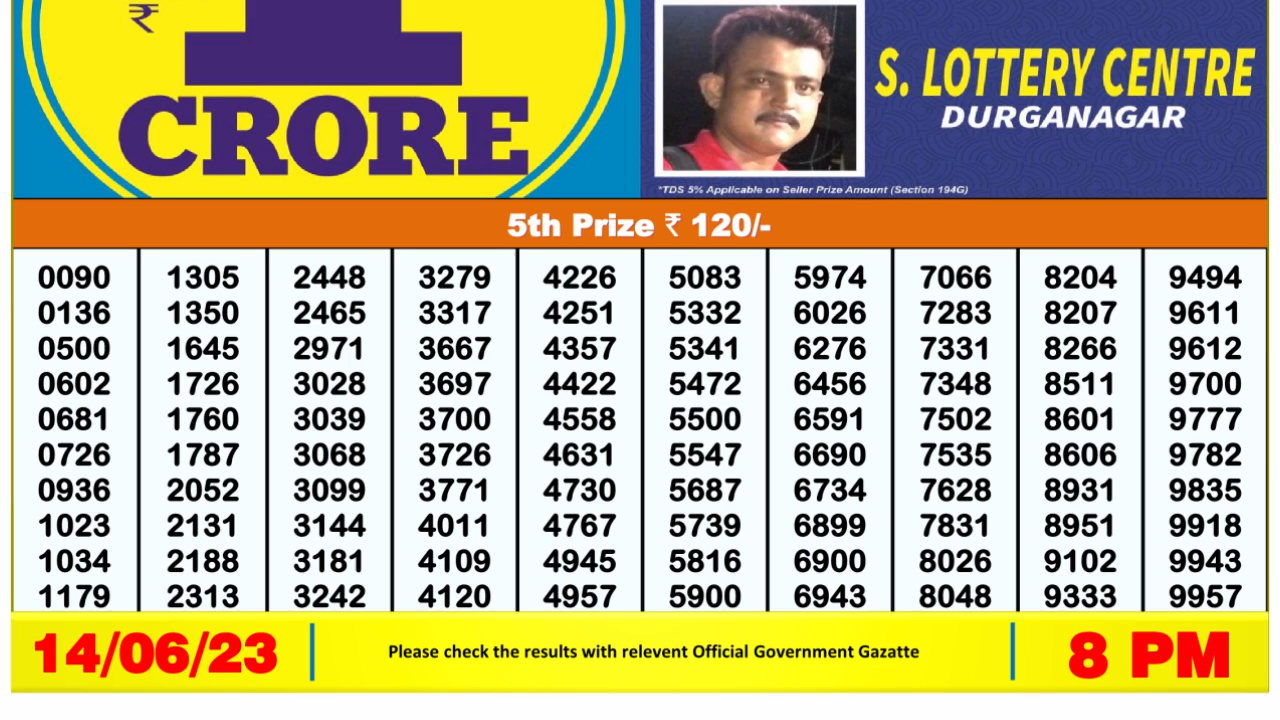 ₹
CRORE
S. LOTTERY CENTRE
DURGANAGAR
*TDS 5% Applicable on Seller Prize Amount (Section 194G)
5th Prize ₹ 120/-
0090 1305 2448 3279 4226 5083 5974 7066 8204 9494
0136 1350 2465 3317 4251 5332 6026 7283 8207 9611
0500 1645 2971 3667 4357 5341 6276 7331 8266 9612
0602 1726 3028 3697 4422 5472 6456 7348 8511 9700
0681 1760 3039 3700 4558 5500 6591 7502 8601 9777
0726 1787 3068 3726 4631 5547 6690 7535 8606 9782
0936 2052 3099 3771 4730 5687 6734 7628 8931 9835
1023 2131 3144 4011 4767 5739 6899 7831 8951 9918
1034 2188 3181 4109 4945 5816 6900 8026 9102 9943
1179 2313 3242 4120 4957 5900 6943 8048 9333 9957
14/06/23
Please check the results with relevent Official Government Gazatte
8 PM